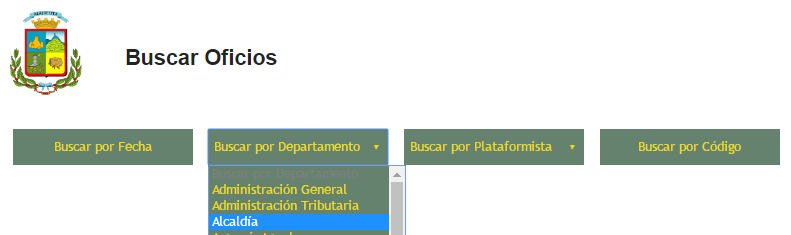 Buscar Oficios
Buscar por Fecha
Buscar por Departamento
Buscar por Plataformista
Buscar por Código
Buscar por Departamento
Administración General
Administración Tributaria
Alcaldía